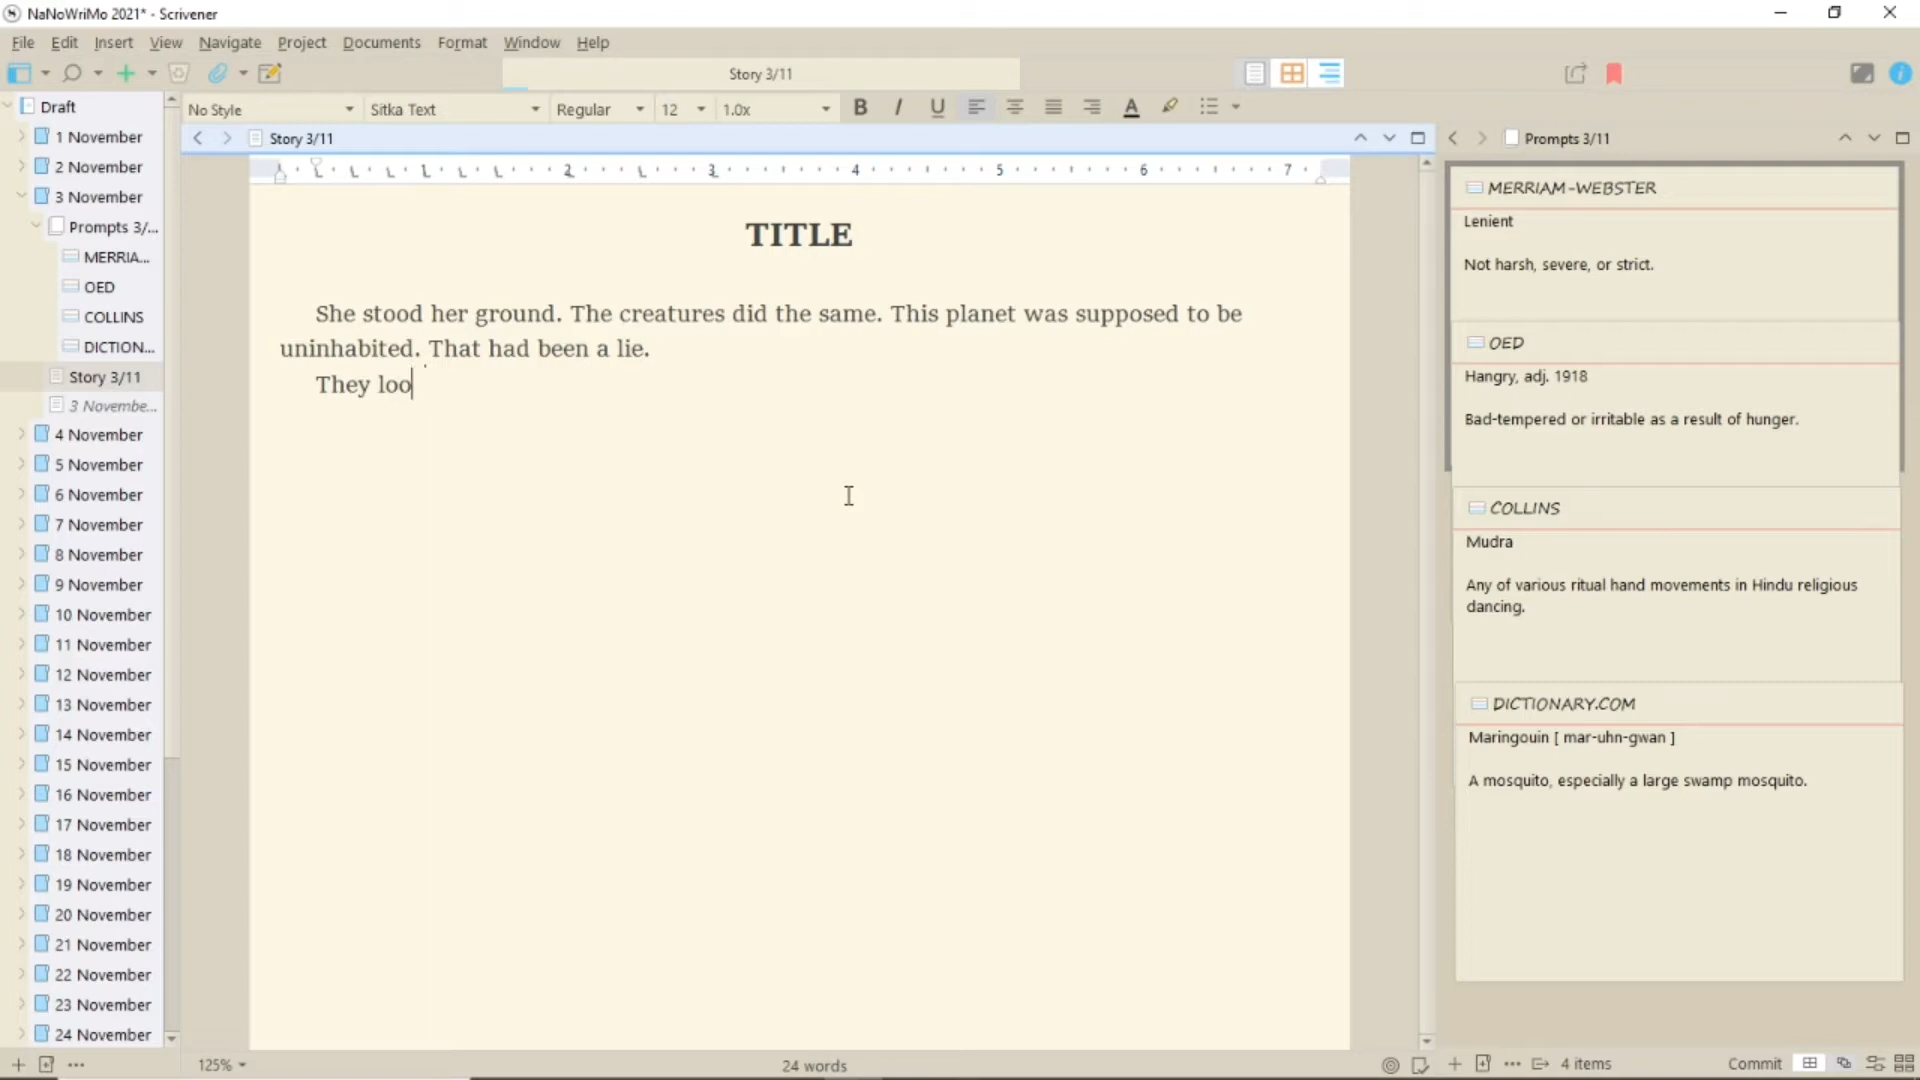 NaNoWriMo 2021* - Scrivener
File Edit Insert View Navigate Project Documents Format Window Help
Story 3/11
No Style Sitka Text Regular 12 1.0x B I U A
Draft
1 November
2 November
3 November
Prompts 3/...
MERRIA...
OED
COLLINS
DICTION...
Story 3/11
3 Novembe...
4 November
5 November
6 November
7 November
8 November
9 November
10 November
11 November
12 November
13 November
14 November
15 November
16 November
17 November
18 November
19 November
20 November
21 November
22 November
23 November
24 November
Story 3/11
1 2 3 4 5 6 7
TITLE
She stood her ground. The creatures did the same. This planet was supposed to be
uninhabited. That had been a lie.
They loo
125%
24 words
Prompts 3/11
MERRIAM-WEBSTER
Lenient
Not harsh, severe, or strict.
OED
Hangry, adj. 1918
Bad-tempered or irritable as a result of hunger.
COLLINS
Mudra
Any of various ritual hand movements in Hindu religious
dancing.
DICTIONARY.COM
Maringouin [ mar-uhn-gwan ]
A mosquito, especially a large swamp mosquito.
4 items
Commit